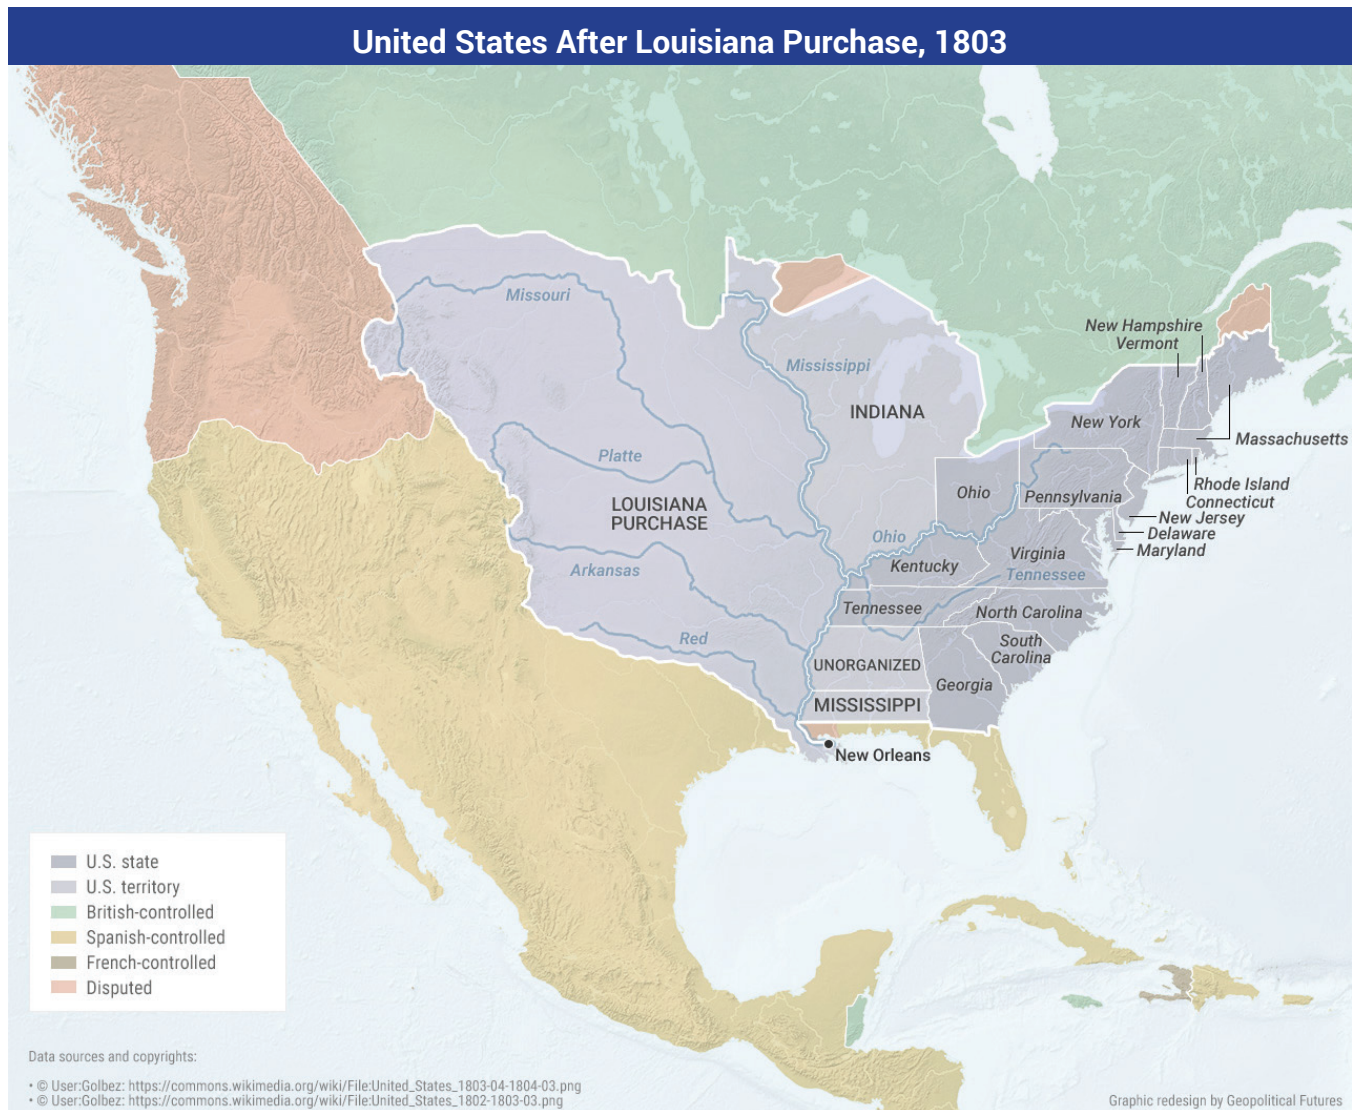 United States After Louisiana Purchase, 1803
Missouri
New Hampshire
Vermont
Mississippi
INDIANA
New York
Massachusetts
Platte
Rhode Island
Ohio
Pennsylvania
Connecticut
LOUISIANA
PURCHASE
New Jersey
Delaware
Ohio
Maryland
Virginia
Kentucky
Arkansas
Tennessee
Tennessee
North Carolina
Red
South
Carolina
UNORGANIZED
Georgia
MISSISSIPPI
New Orleans
U.S. state
U.S. territory
British-controlled
Spanish-controlled
French-controlled
Disputed
Data sources and copyrights:
• © User:Golbez: https://commons.wikimedia.org/wiki/File:United_States_1803-04-1804-03.png
• © User:Golbez: https://commons.wikimedia.org/wiki/File:United_States_1802-1803-03.png
Graphic redesign by Geopolitical Futures